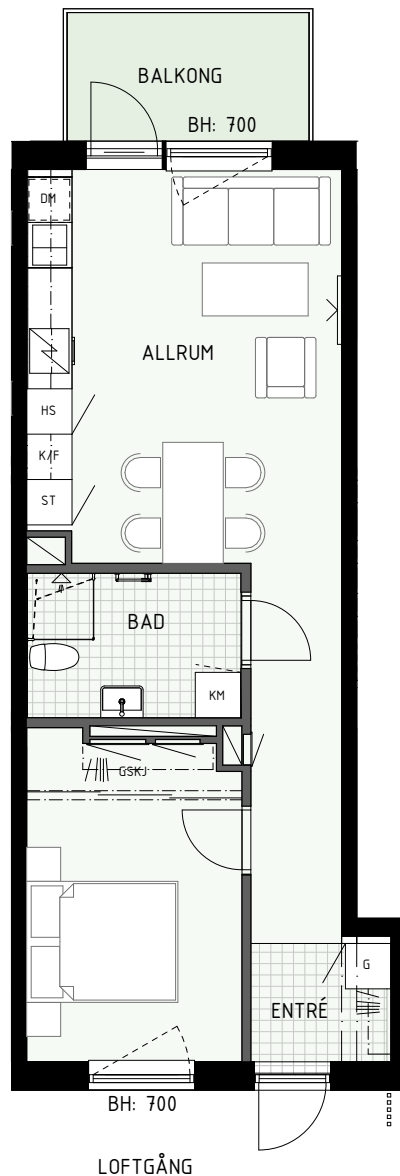 BALKONG
BH: 700
DM
ALLRUM
HS
K/F
ST
BAD
KM
GSKJ
G
ENTRÉ
BH: 700
LOFTGÅNG